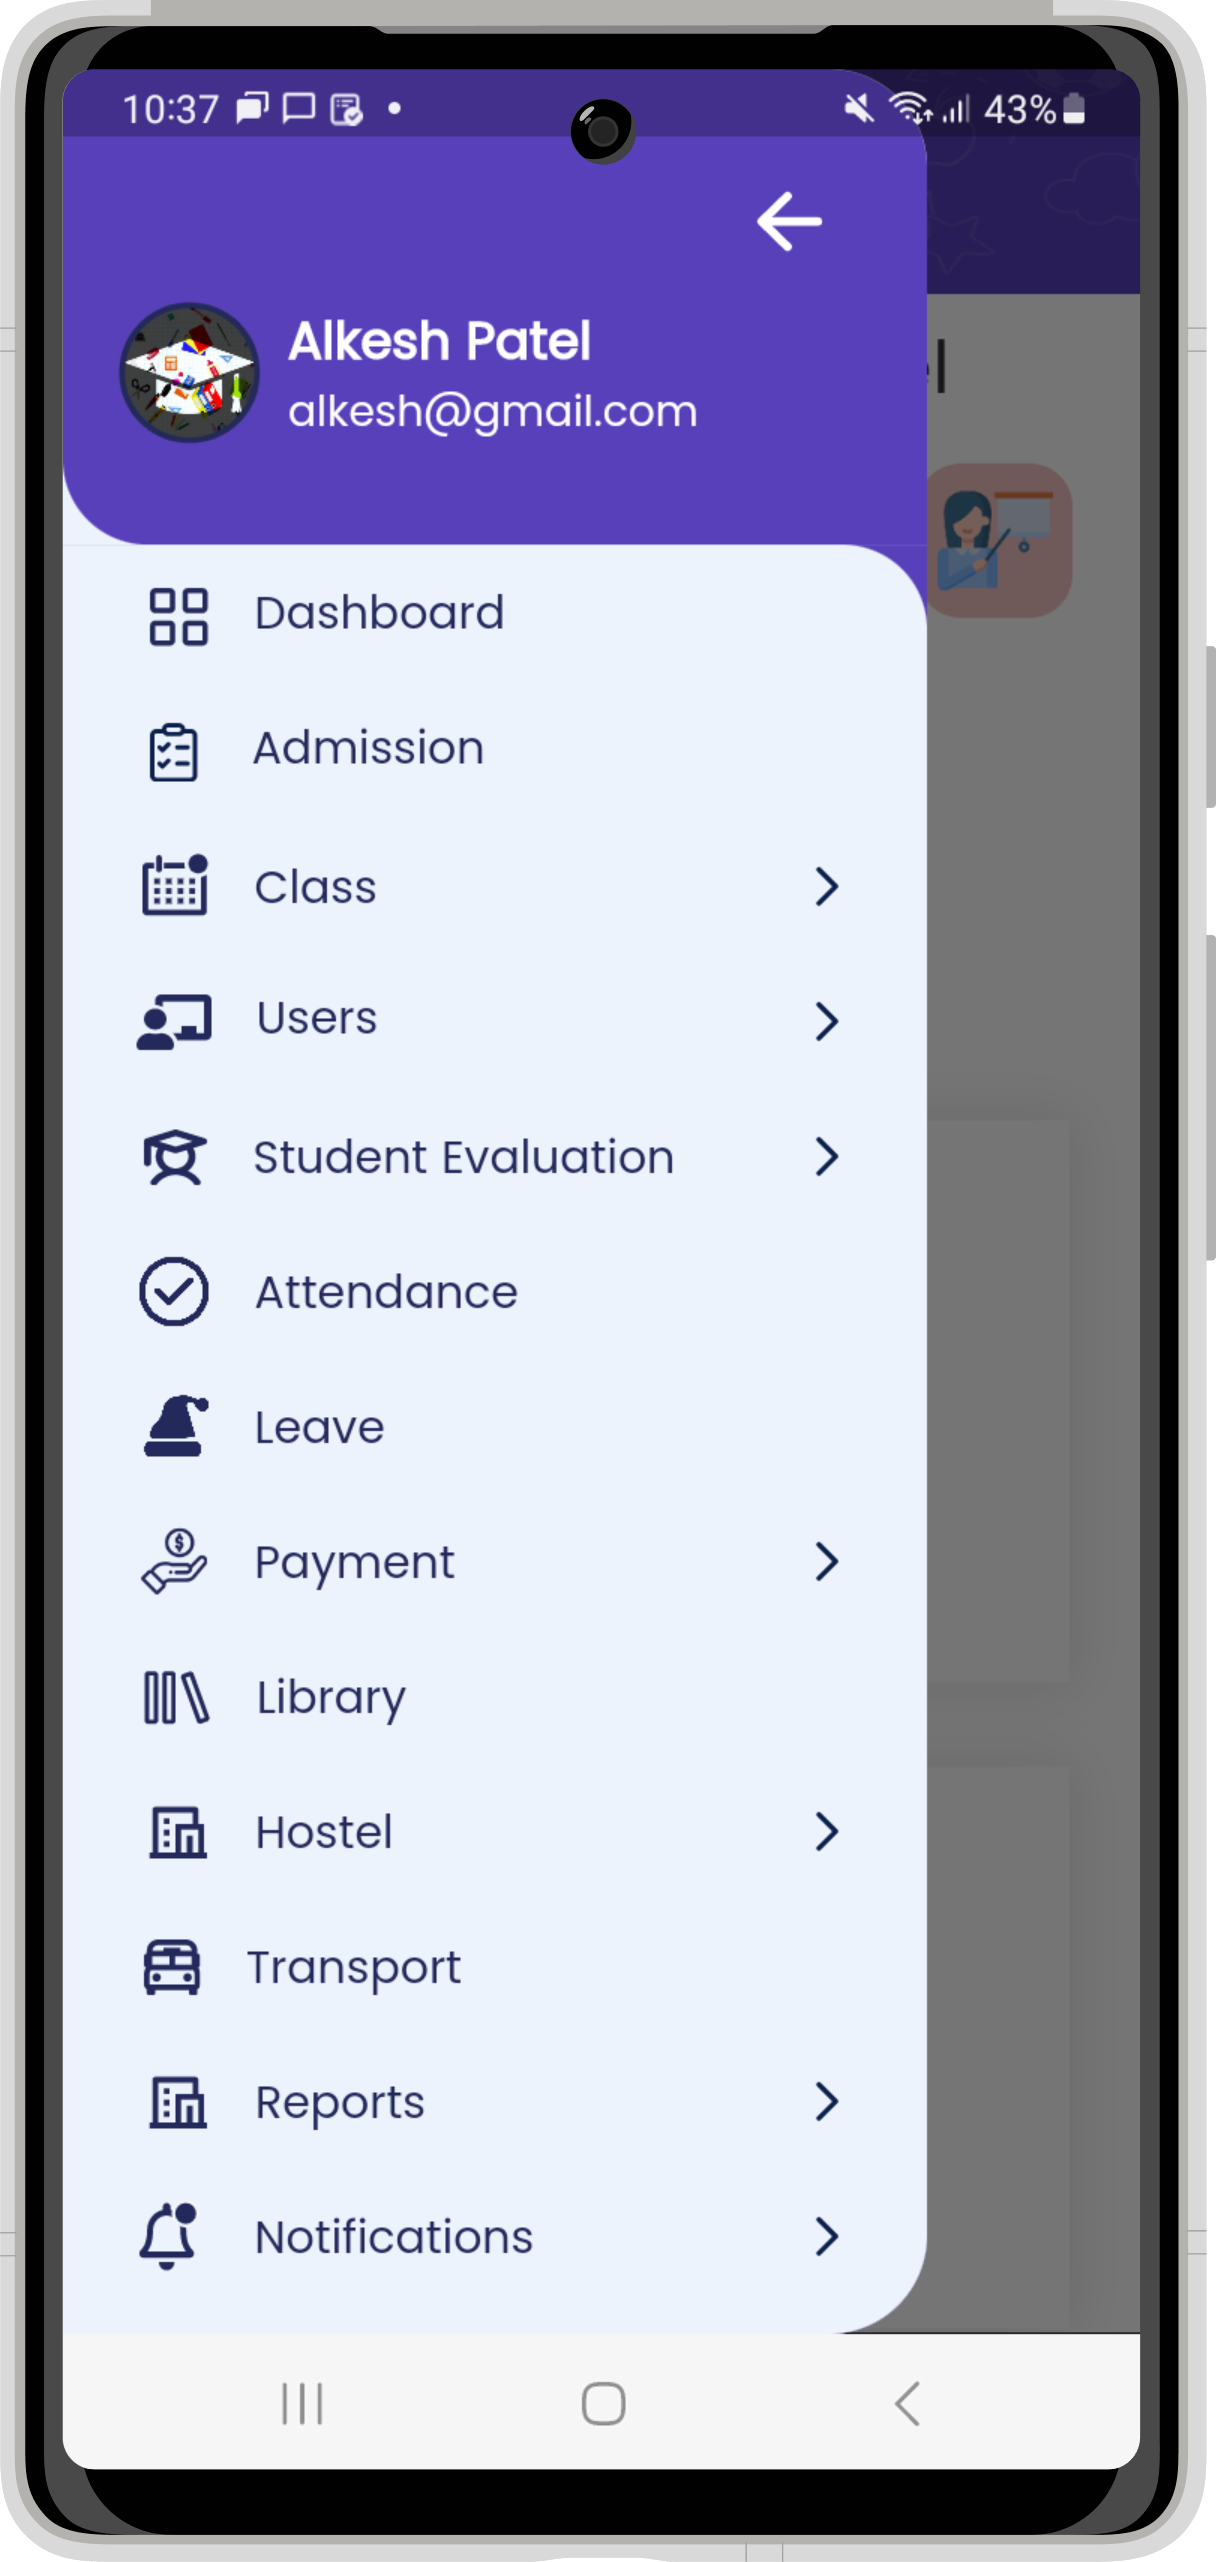 10:37 43%
Alkesh Patel
alkesh@gmail.com
el
Dashboard
Admission
Class
Users
Student Evaluation
Attendance
Leave
Payment
Library
Hostel
Transport
Reports
Notifications